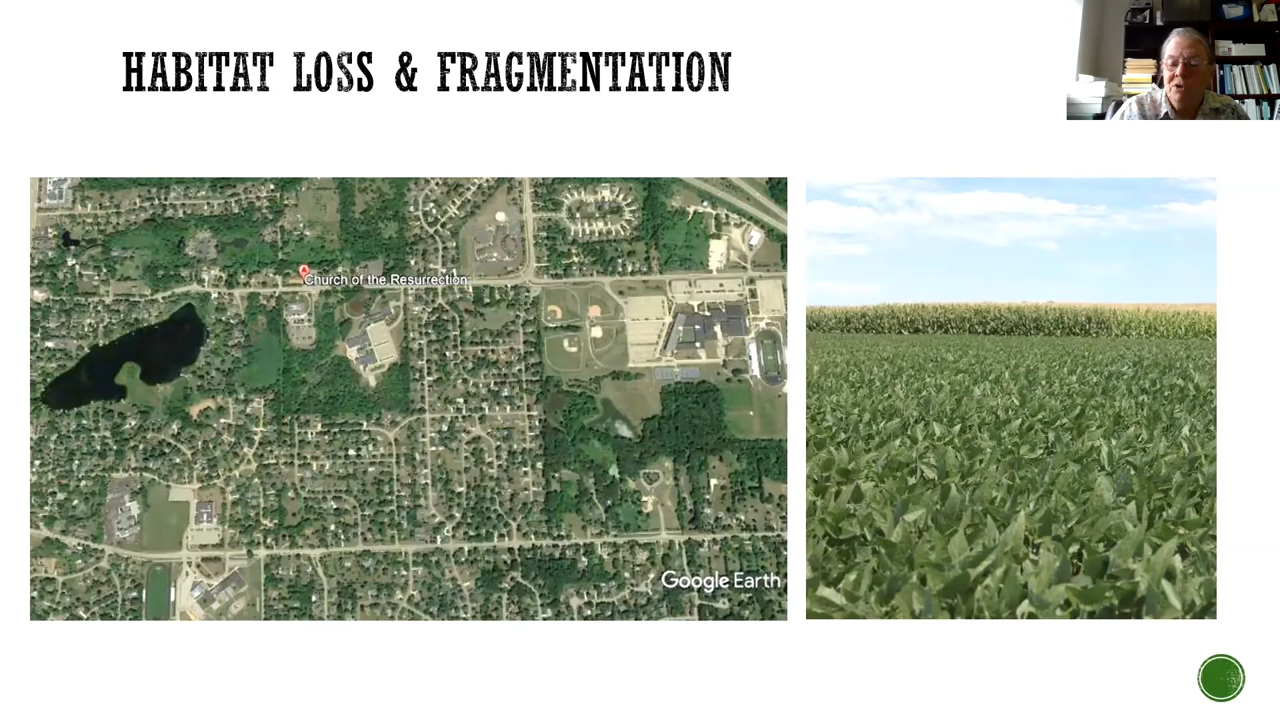 HABITAT LOSS & FRAGMENTATION
A
Church of the Resurrection
Google Earth